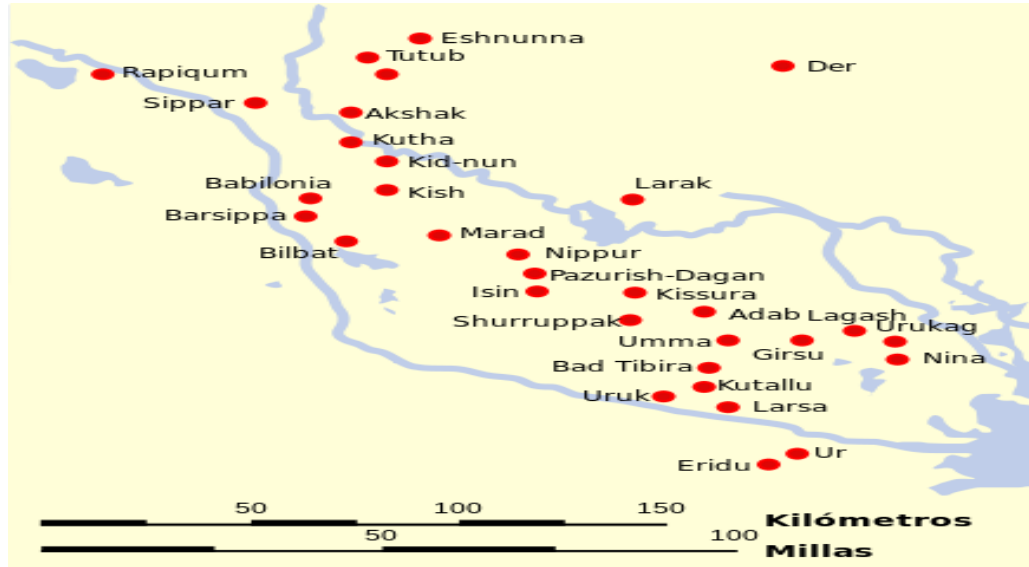 Eshnunna
Tutub
Der
Rapiqum
Sippar
Akshak
Kutha
Kid-nun
Babilonia
Kish
Larak
Barsippa
Marad
Bilbat
Nippur
Pazurish-Dagan
Isin
Kissura
Shurruppak
Adab
Lagash
Urukag
Umma
Girsu
Nina
Bad Tibira
Kutallu
Uruk
Larsa
Ur
Eridu
50 100 150
Kilómetros
50 100
Millas